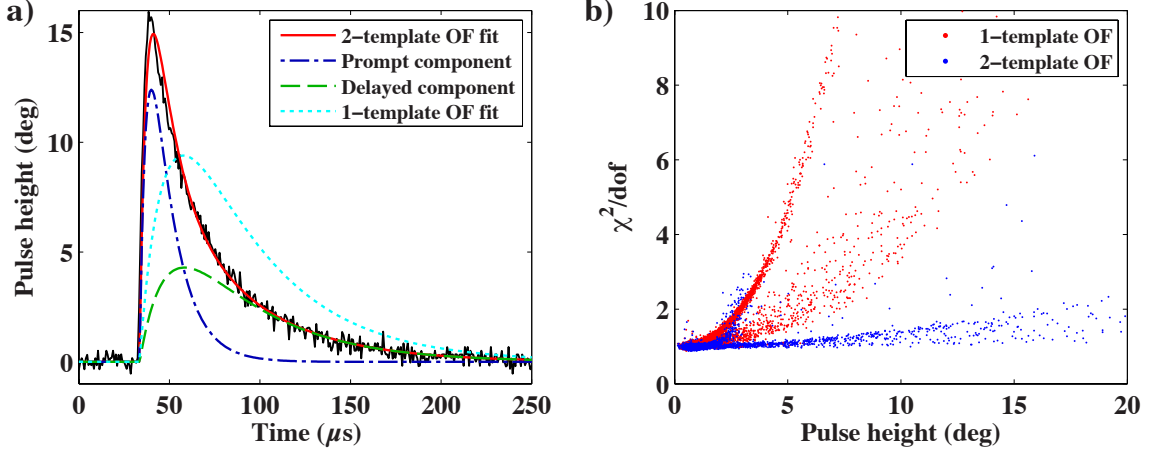 a)
Pulse height (deg)
15
10
5
0
2−template OF fit
Prompt component
Delayed component
1−template OF fit
0
50
100
150
200
250
Time (μs)
b)
χ²/dof
10
8
6
4
2
0
1−template OF
2−template OF
0
5
10
15
20
Pulse height (deg)